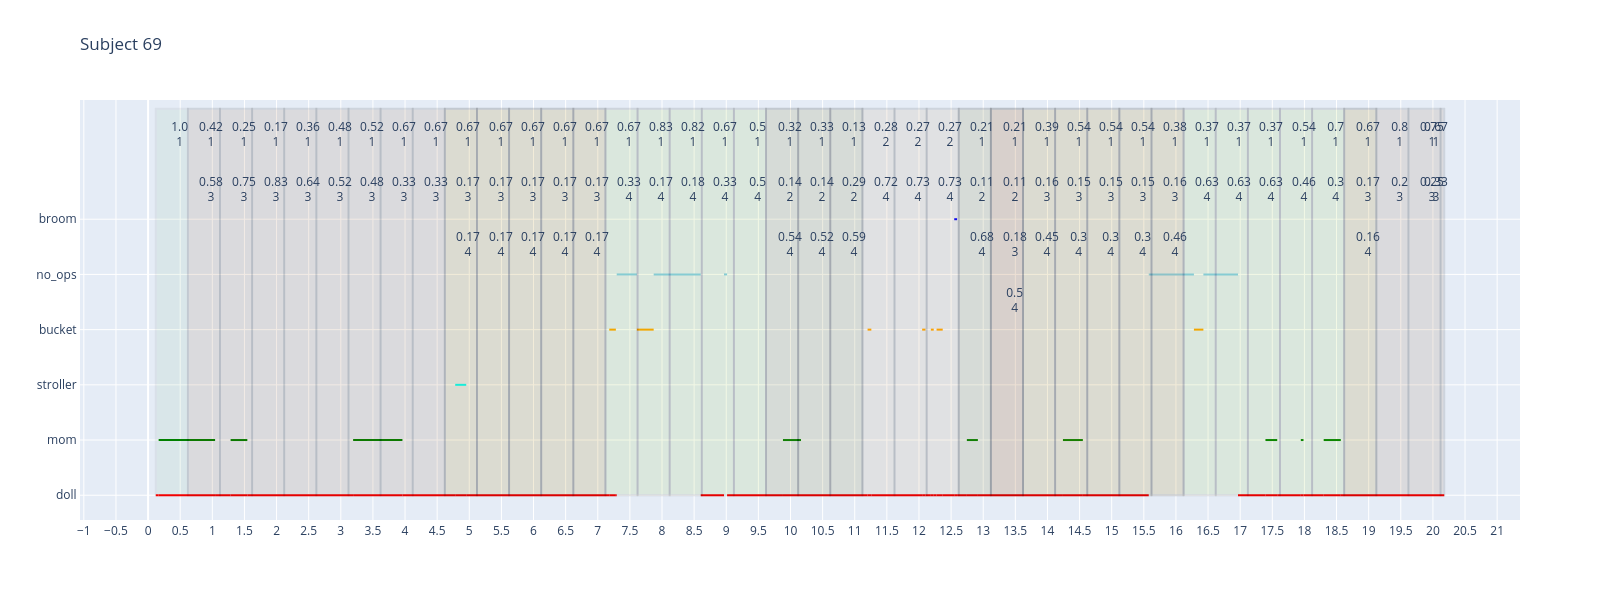 Subject 69
1.0 0.42 0.25 0.17 0.36 0.48 0.52 0.67 0.67 0.67 0.67 0.67 0.67 0.67 0.67 0.83 0.82 0.67 0.5 0.32 0.33 0.13 0.28 0.27 0.27 0.21 0.21 0.39 0.54 0.54 0.54 0.38 0.37 0.37 0.37 0.54 0.7 0.67 0.8
1 1 1 1 1 1 1 1 1 1 1 1 1 1 1 1 1 1 1 1 1 1 2 2 2 1 1 1 1 1 1 1 1 1 1 1 1 1 1 1 1
0.58 0.75 0.83 0.64 0.52 0.48 0.33 0.33 0.17 0.17 0.17 0.17 0.17 0.33 0.17 0.18 0.33 0.5 0.14 0.14 0.29 0.72 0.73 0.73 0.11 0.11 0.16 0.15 0.15 0.15 0.16 0.63 0.63 0.63 0.46 0.3 0.17 0.2
3 3 3 3 3 3 3 3 3 3 3 3 3 4 4 4 4 4 2 2 2 4 4 4 2 2 3 3 3 3 3 4 4 4 4 4 3 3 3 3
broom
0.17 0.17 0.17 0.17 0.17 0.54 0.52 0.59 0.68 0.18 0.45 0.3 0.3 0.3 0.46 0.16
4 4 4 4 4 4 4 4 4 3 4 4 4 4 4 4
no_ops
0.5
4
bucket
stroller
mom
doll
−1 −0.5 0 0.5 1 1.5 2 2.5 3 3.5 4 4.5 5 5.5 6 6.5 7 7.5 8 8.5 9 9.5 10 10.5 11 11.5 12 12.5 13 13.5 14 14.5 15 15.5 16 16.5 17 17.5 18 18.5 19 19.5 20 20.5 21